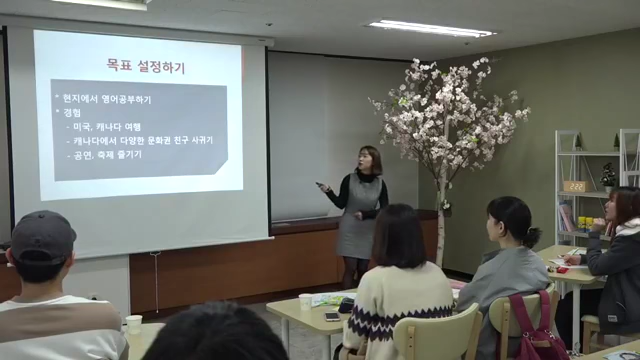 목표 설정하기
* 현지에서 영어공부하기
* 경험
- 미국, 캐나다 여행
- 캐나다에서 다양한 문화권 친구 사귀기
- 공연, 축제 즐기기
2:22